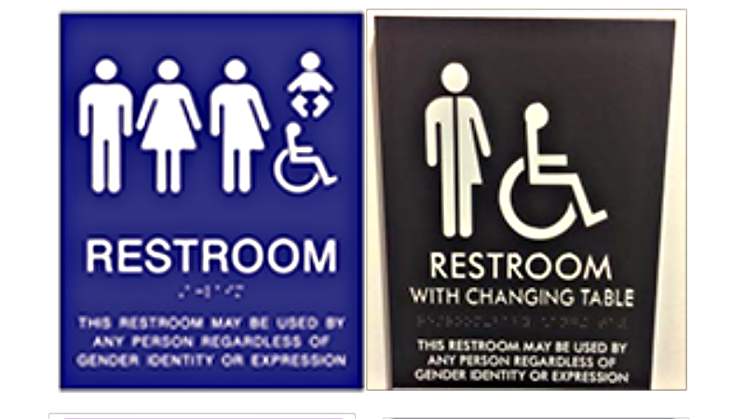 RESTROOM
THIS RESTROOM MAY BE USED BY
ANY PERSON REGARDLESS OF
GENDER IDENTITY OR EXPRESSION
RESTROOM
WITH CHANGING TABLE
THIS RESTROOM MAY BE USED BY
ANY PERSON REGARDLESS OF
GENDER IDENTITY OR EXPRESSION